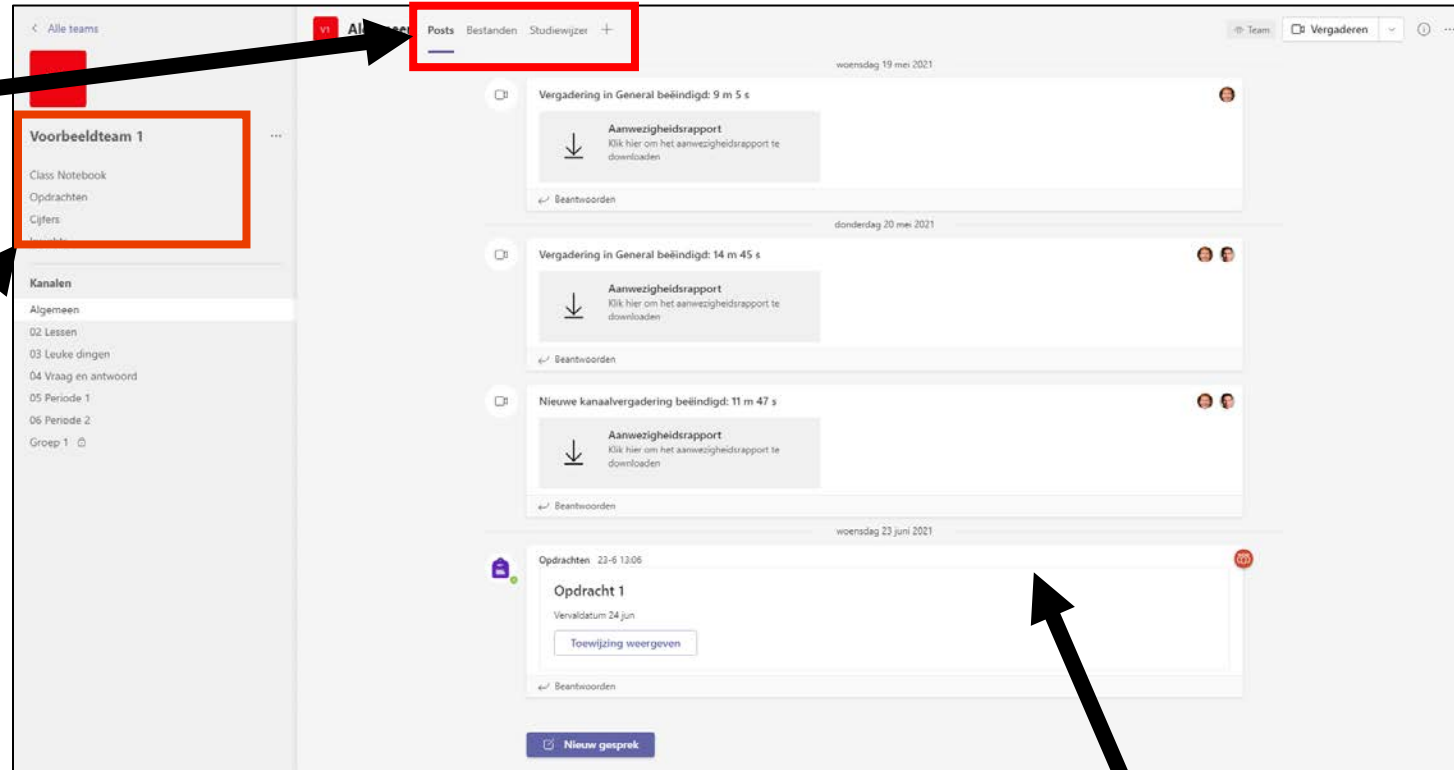 Alle teams
Voorbeeldteam 1
Class Notebook
Opdrachten
Cijfers
Kanalen
Algemeen
02 Lessen
03 Leuke dingen
04 Vraag en antwoord
05 Periode 1
06 Periode 2
Groep 1
V1
Posts Bestanden Studiewijzer +
Team
Vergaderen
woensdag 19 mei 2021
Vergadering in General beëindigd: 9 m 5 s
Aanwezigheidsrapport
Klik hier om het aanwezigheidsrapport te
downloaden
Beantwoorden
donderdag 20 mei 2021
Vergadering in General beëindigd: 14 m 45 s
Aanwezigheidsrapport
Klik hier om het aanwezigheidsrapport te
downloaden
Beantwoorden
Nieuwe kanaalvergadering beëindigd: 11 m 47 s
Aanwezigheidsrapport
Klik hier om het aanwezigheidsrapport te
downloaden
Beantwoorden
woensdag 23 juni 2021
Opdrachten 23-6 13:06
Opdracht 1
Vervaldatum 24 jun
Toewijzing weergeven
Beantwoorden
Nieuw gesprek